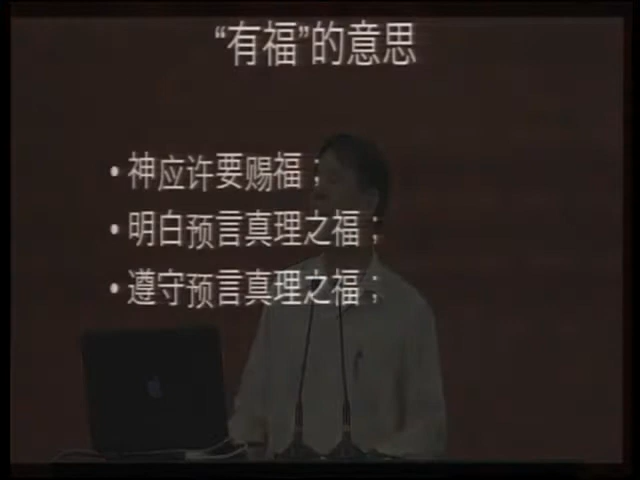 “有福”的意思
• 神应许要赐福；
• 明白预言真理之福；
• 遵守预言真理之福；